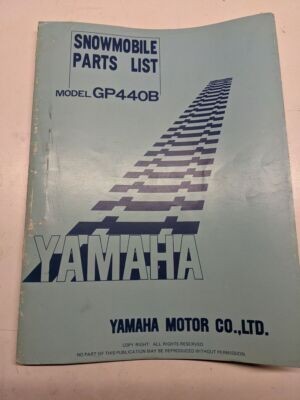 SNOWMOBILE
PARTS LIST
MODEL GP440B
YAMAHA
YAMAHA MOTOR CO.,LTD.
COPY RIGHT. ALL RIGHTS RESERVED.
NO PART OF THIS PUBLICATION MAY BE REPRODUCED WITHOUT PERMISSION.